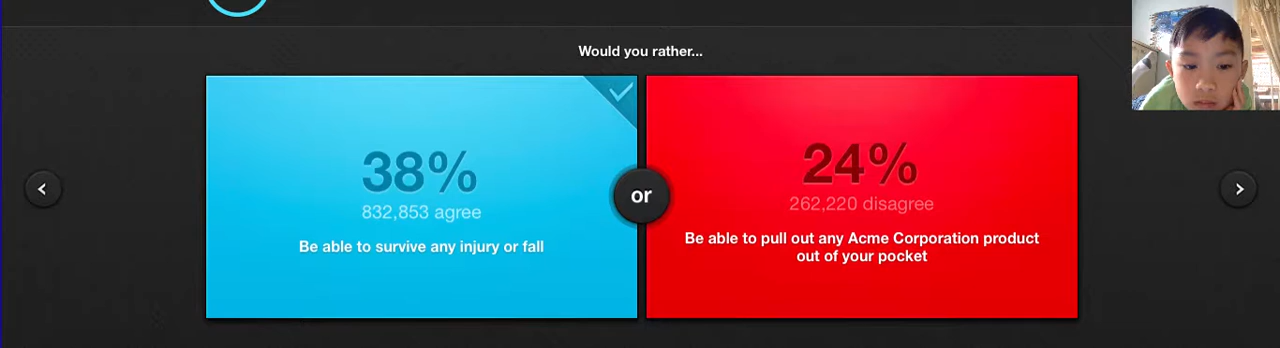 Would you rather...
38%
832,853 agree
Be able to survive any injury or fall
or
24%
262,220 disagree
Be able to pull out any Acme Corporation product
out of your pocket